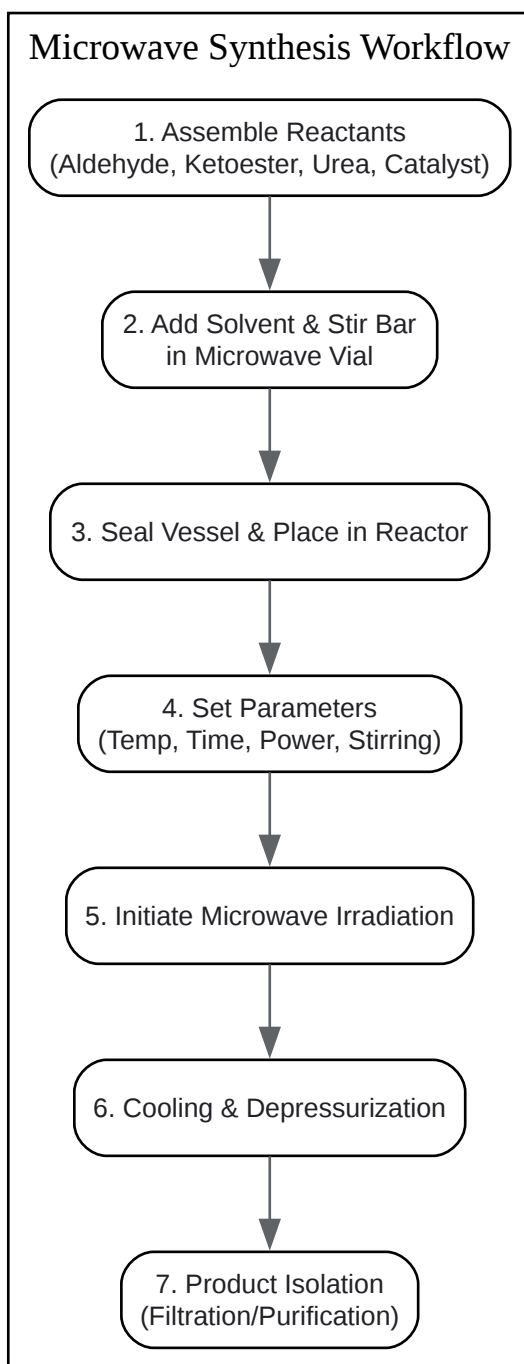 Microwave Synthesis Workflow
1. Assemble Reactants
(Aldehyde, Ketoester, Urea, Catalyst)
2. Add Solvent & Stir Bar
in Microwave Vial
3. Seal Vessel & Place in Reactor
4. Set Parameters
(Temp, Time, Power, Stirring)
5. Initiate Microwave Irradiation
6. Cooling & Depressurization
7. Product Isolation
(Filtration/Purification)